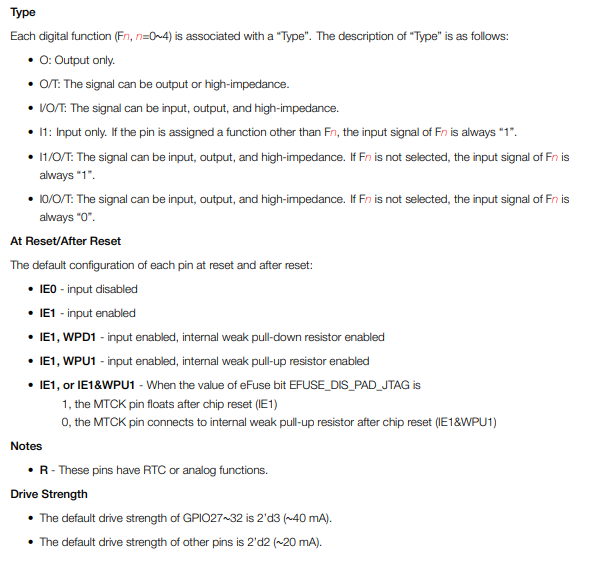 Type
Each digital function (Fn, n=0~4) is associated with a “Type”. The description of “Type” is as follows:
• O: Output only.
• O/T: The signal can be output or high-impedance.
• I/O/T: The signal can be input, output, and high-impedance.
• I1: Input only. If the pin is assigned a function other than Fn, the input signal of Fn is always “1”.
• I1/O/T: The signal can be input, output, and high-impedance. If Fn is not selected, the input signal of Fn is
always “1”.
• I0/O/T: The signal can be input, output, and high-impedance. If Fn is not selected, the input signal of Fn is
always “0”.
At Reset/After Reset
The default configuration of each pin at reset and after reset:
• IE0 - input disabled
• IE1 - input enabled
• IE1, WPD1 - input enabled, internal weak pull-down resistor enabled
• IE1, WPU1 - input enabled, internal weak pull-up resistor enabled
• IE1, or IE1&WPU1 - When the value of eFuse bit EFUSE_DIS_PAD_JTAG is
1, the MTCK pin floats after chip reset (IE1)
0, the MTCK pin connects to internal weak pull-up resistor after chip reset (IE1&WPU1)
Notes
• R - These pins have RTC or analog functions.
Drive Strength
• The default drive strength of GPIO27~32 is 2’d3 (~40 mA).
• The default drive strength of other pins is 2’d2 (~20 mA).